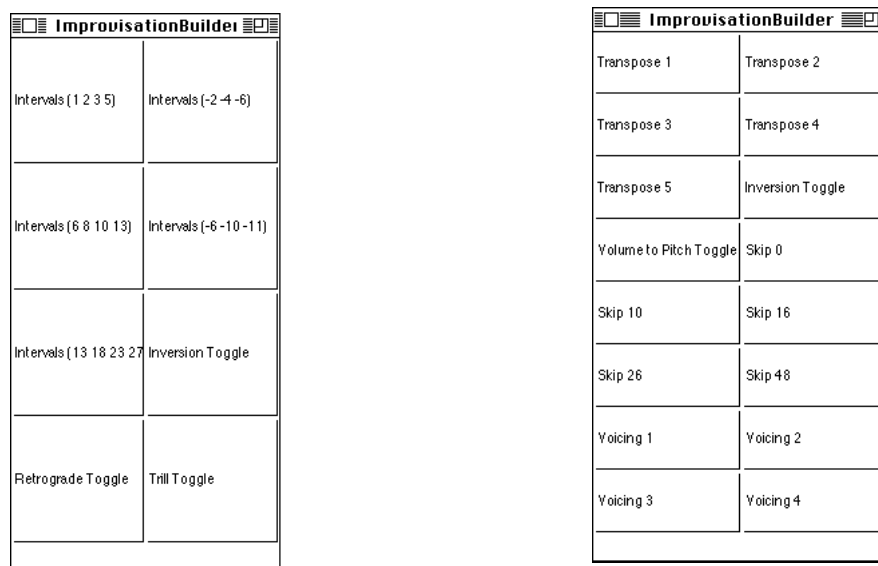 ImprovisationBuilder
Intervals (1 2 3 5) Intervals (-2 -4 -6)
Intervals (6 8 10 13) Intervals (-6 -10 -11)
Intervals (13 18 23 27 Inversion Toggle
Retrograde Toggle Trill Toggle
ImprovisationBuilder
Transpose 1 Transpose 2
Transpose 3 Transpose 4
Transpose 5 Inversion Toggle
Volume to Pitch Toggle Skip 0
Skip 10 Skip 16
Skip 26 Skip 48
Voicing 1 Voicing 2
Voicing 3 Voicing 4